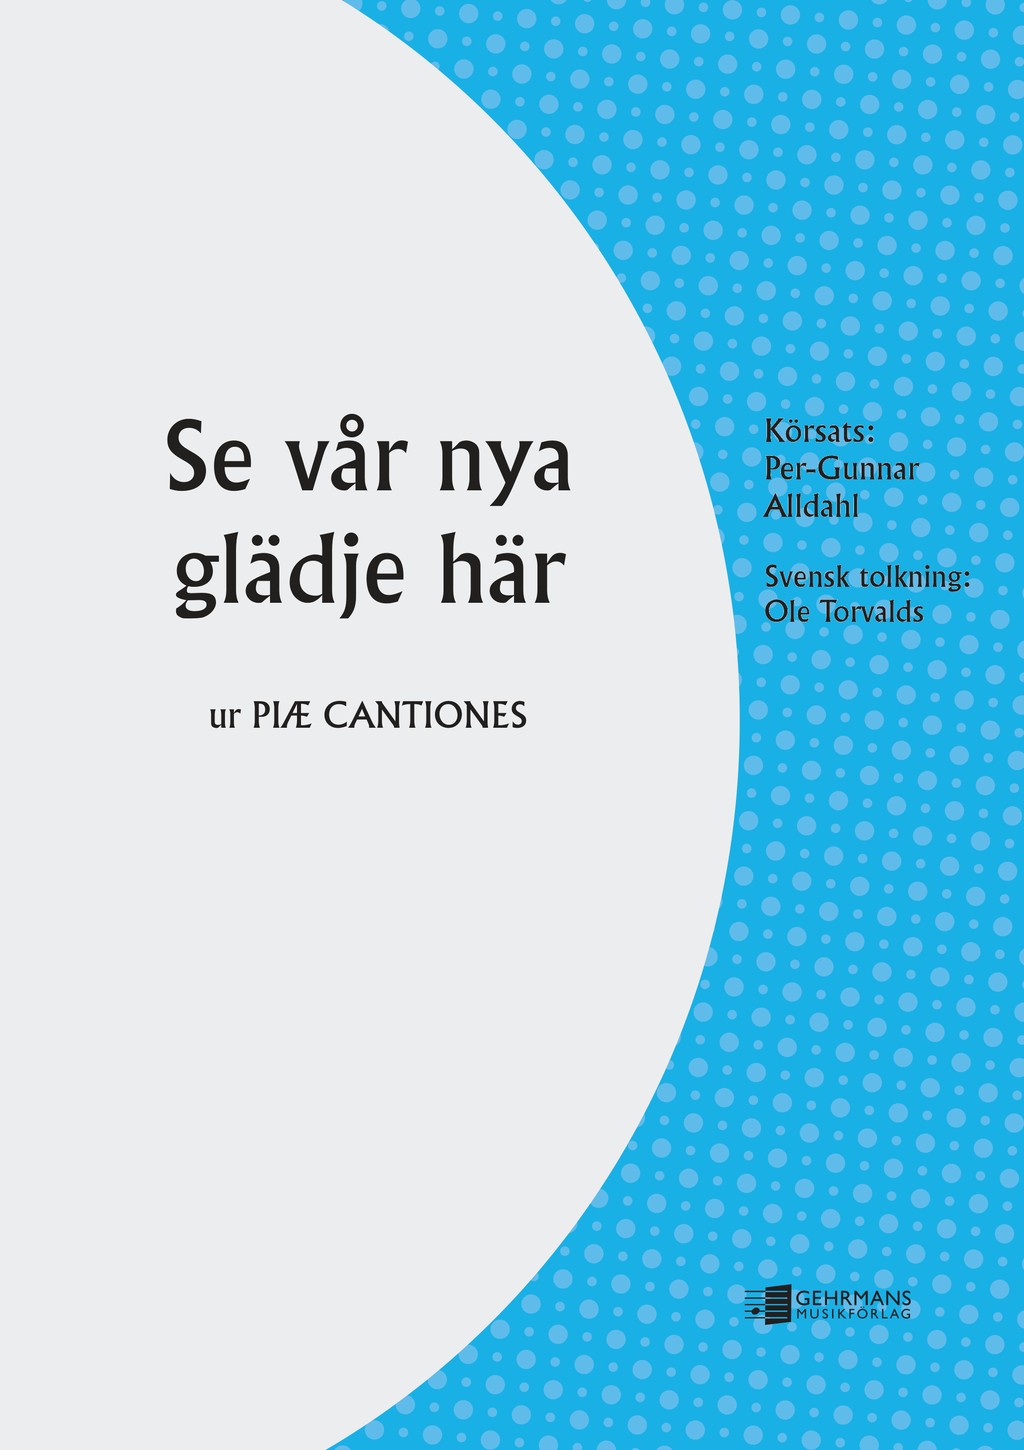 Se vår nya
glädje här
ur PIÆ CANTIONES
Körsats:
Per-Gunnar
Alldahl
Svensk tolkning:
Ole Torvalds
GEHRMANS
MUSIKFÖRLAG